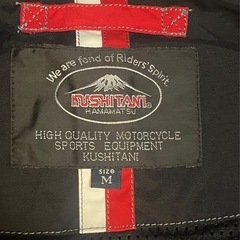 We are fond of Riders' Spirit.
KUSHITANI®
HAMAMATSU
HIGH QUALITY MOTORCYCLE
SPORTS EQUIPMENT
KUSHITANI
SIZE
M